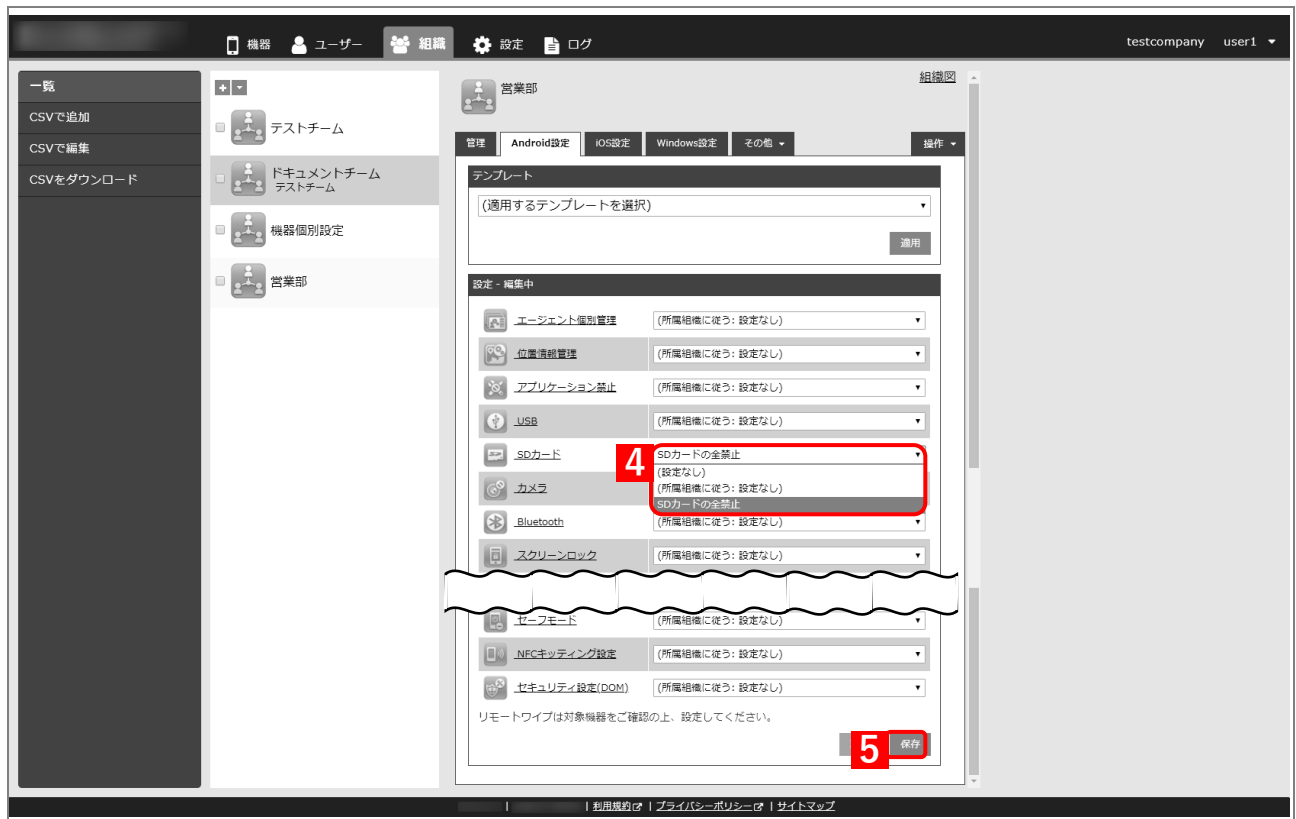 機器 ユーザー 組織 設定 ログ testcompany user1
一覧
CSVで追加
CSVで編集
CSVをダウンロード
テストチーム
ドキュメントチーム
テストチーム
機器個別設定
営業部
営業部 組織図
管理 Android設定 iOS設定 Windows設定 その他 操作
テンプレート
(適用するテンプレートを選択)
適用
設定 - 編集中
エージェント個別管理 (所属組織に従う: 設定なし)
位置情報管理 (所属組織に従う: 設定なし)
アプリケーション禁止 (所属組織に従う: 設定なし)
USB (所属組織に従う: 設定なし)
SDカード 4 SDカードの全禁止
(設定なし)
カメラ (所属組織に従う: 設定なし)
SDカードの全禁止
Bluetooth (所属組織に従う: 設定なし)
スクリーンロック (所属組織に従う: 設定なし)
セーフモード (所属組織に従う: 設定なし)
NFCキッティング設定 (所属組織に従う: 設定なし)
セキュリティ設定(DOM) (所属組織に従う: 設定なし)
リモートワイプは対象機器をご確認の上、設定してください。
5 保存
| | 利用規約 | プライバシーポリシー | サイトマップ